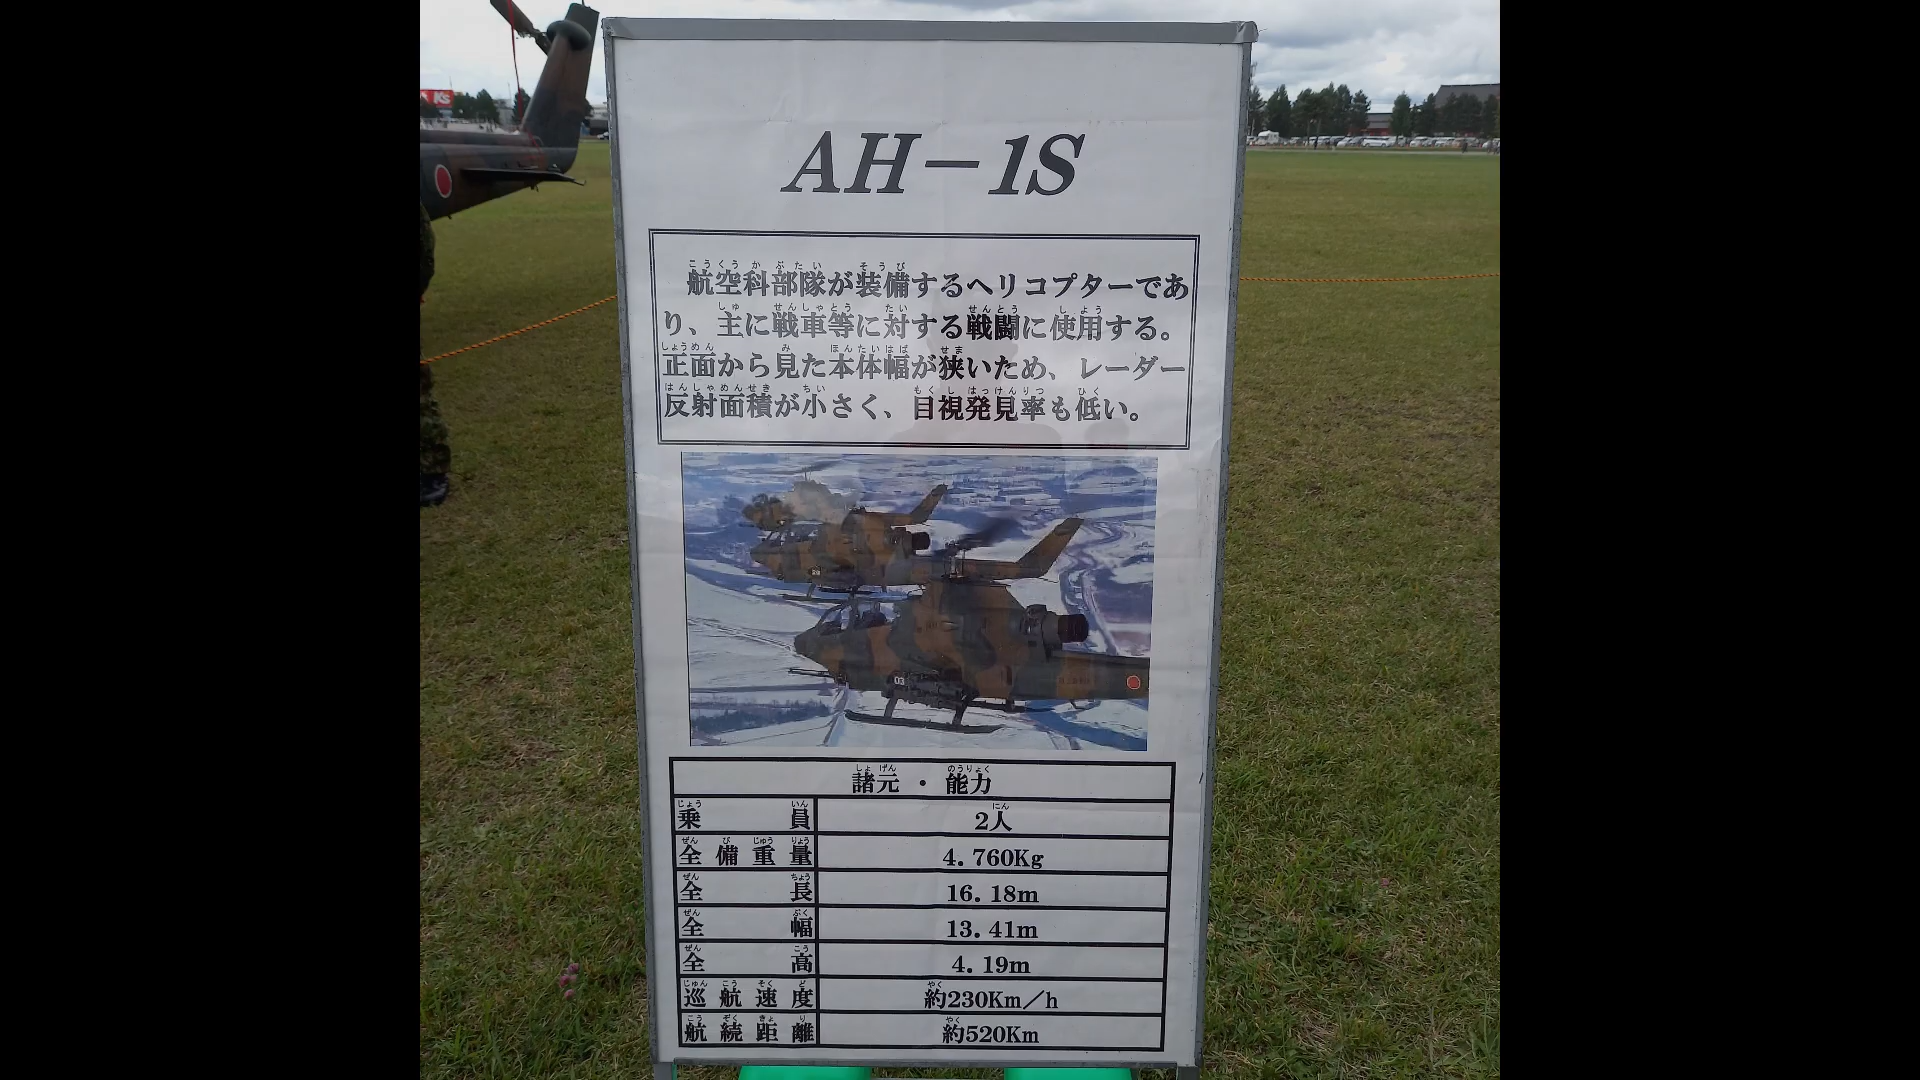 K's
AH－1S
航空科部隊が装備するヘリコプターであ
り、主に戦車等に対する戦闘に使用する。
正面から見た本体幅が狭いため、レーダー
反射面積が小さく、目視発見率も低い。
03
諸元・能力
乗員 2人
全備重量 4.760Kg
全長 16.18m
全幅 13.41m
全高 4.19m
巡航速度 約230Km／h
航続距離 約520Km